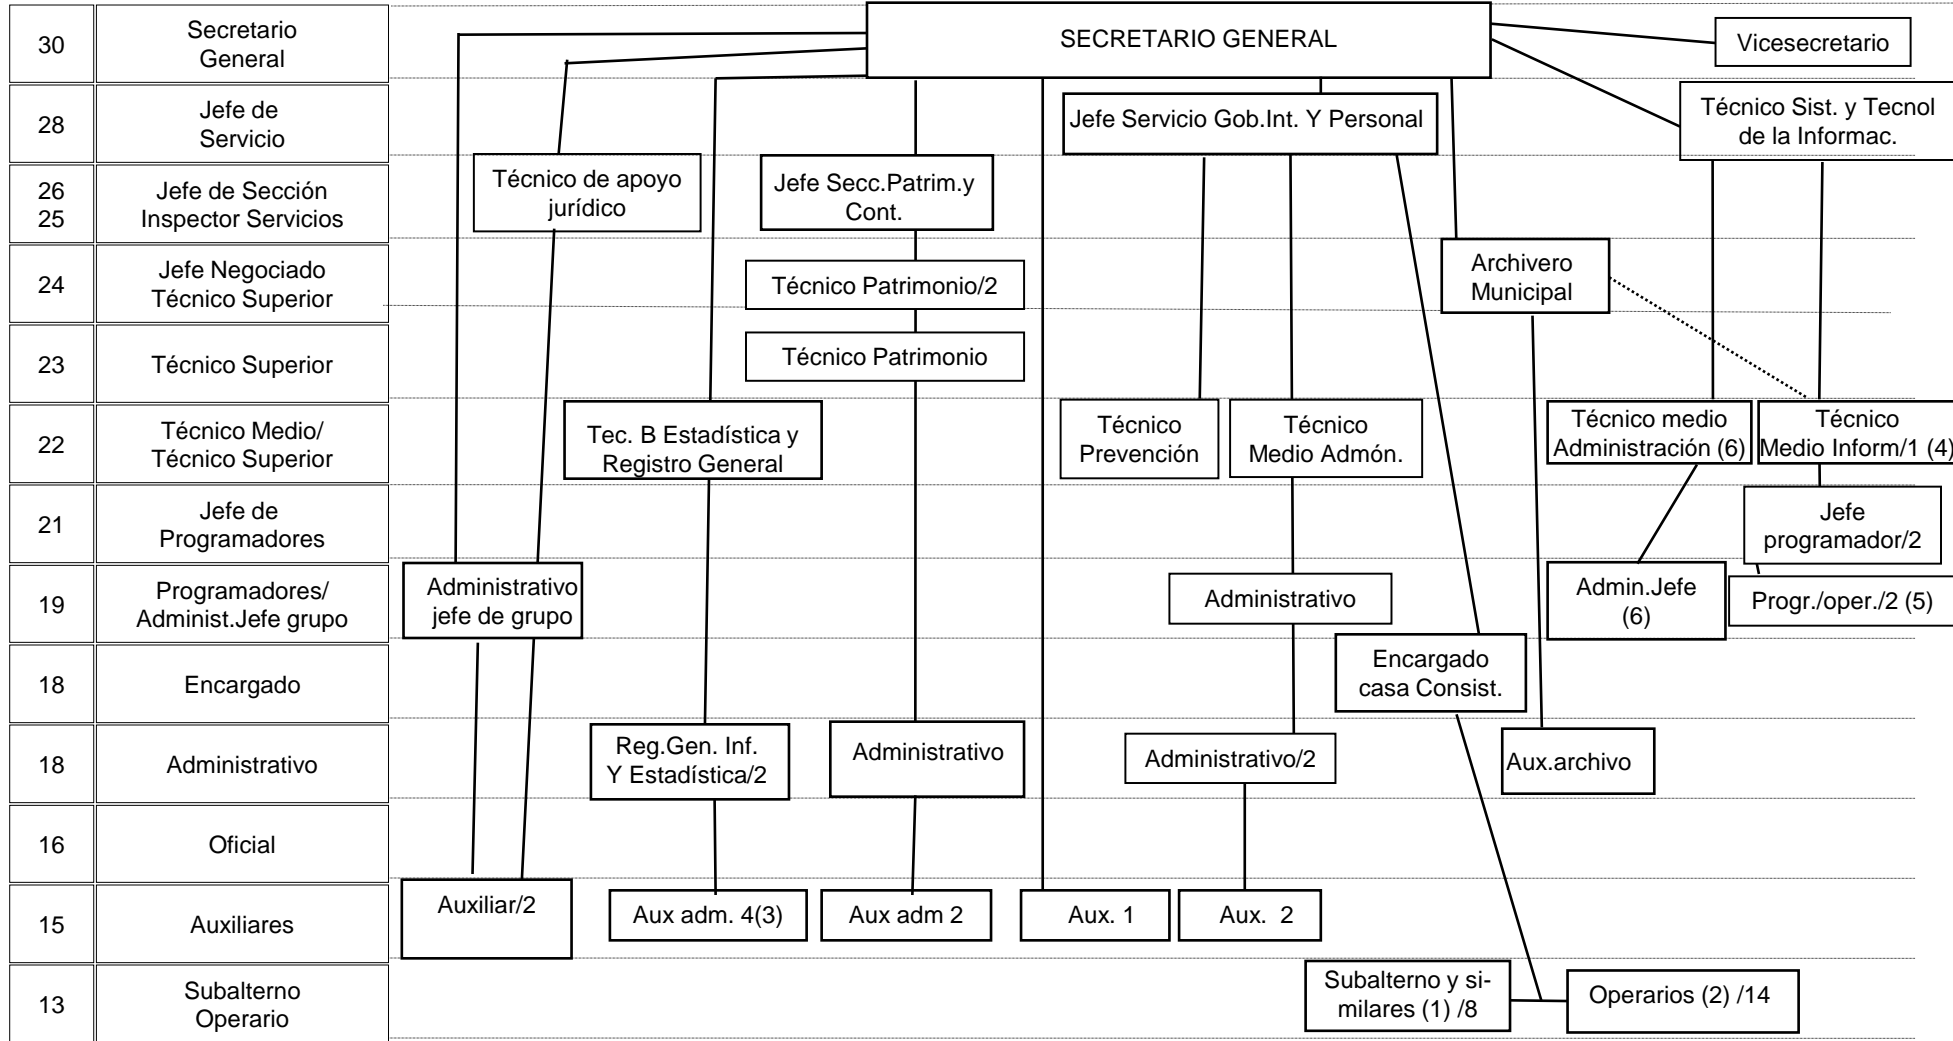 30
Secretario
General
SECRETARIO GENERAL
Vicesecretario
28
Jefe de
Servicio
Jefe Servicio Gob.Int. Y Personal
Técnico Sist. y Tecnol
de la Informac.
26
25
Jefe de Sección
Inspector Servicios
Técnico de apoyo
jurídico
Jefe Secc.Patrim.y
Cont.
24
Jefe Negociado
Técnico Superior
Técnico Patrimonio/2
Archivero
Municipal
23
Técnico Superior
Técnico Patrimonio
22
Técnico Medio/
Técnico Superior
Tec. B Estadística y
Registro General
Técnico
Prevención
Técnico
Medio Admón.
Técnico medio
Administración (6)
Técnico
Medio Inform/1 (4)
21
Jefe de
Programadores
Jefe
programador/2
19
Programadores/
Administ.Jefe grupo
Administrativo
jefe de grupo
Administrativo
Admin.Jefe
(6)
Progr./oper./2 (5)
18
Encargado
Encargado
casa Consist.
18
Administrativo
Reg.Gen. Inf.
Y Estadística/2
Administrativo
Administrativo/2
Aux.archivo
16
Oficial
15
Auxiliares
Auxiliar/2
Aux adm. 4(3)
Aux adm 2
Aux. 1
Aux. 2
13
Subalterno
Operario
Subalterno y si-
milares (1) /8
Operarios (2) /14